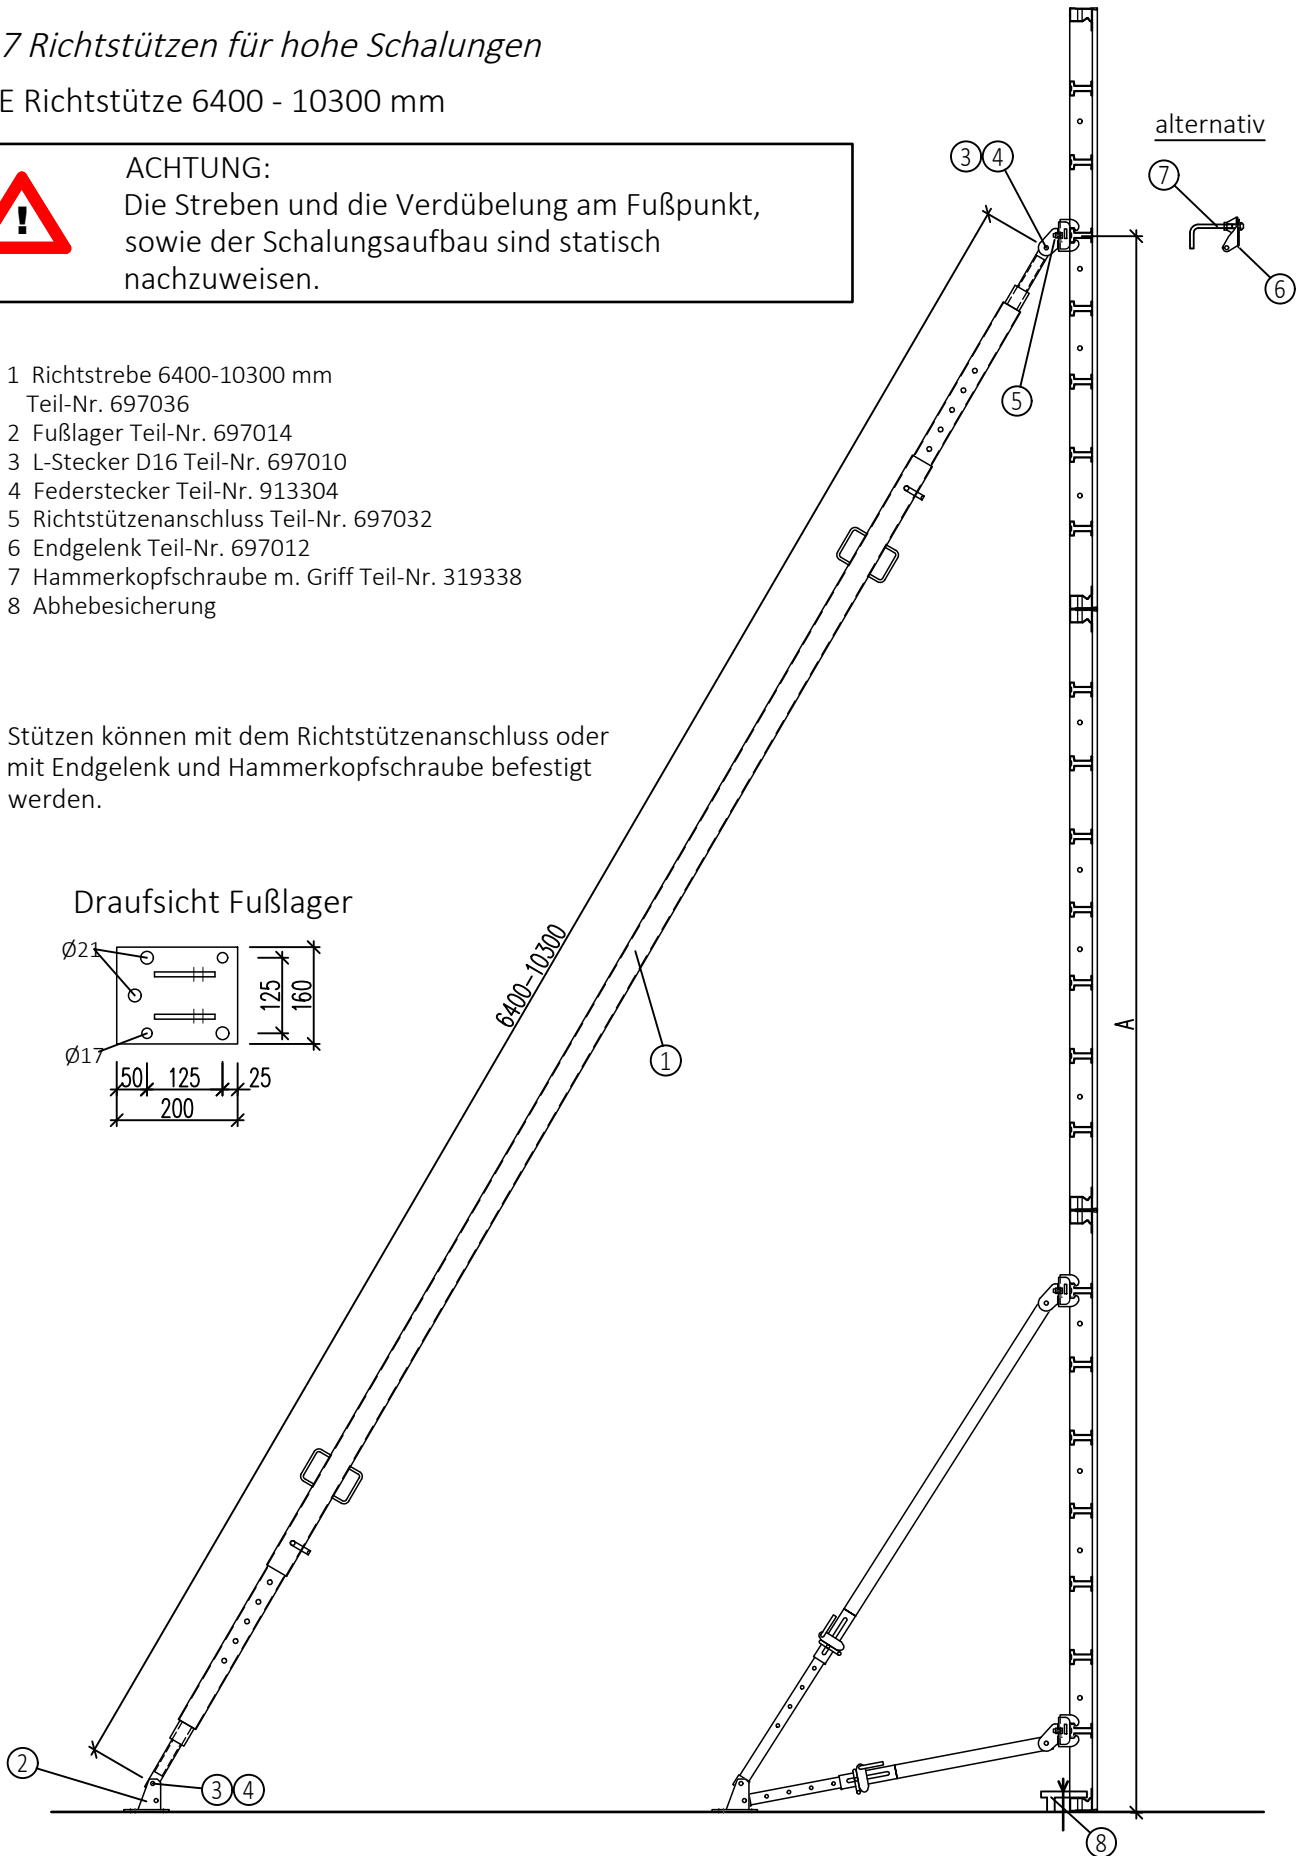 7 Richtstützen für hohe Schalungen
E Richtstütze 6400 - 10300 mm
ACHTUNG:
Die Streben und die Verdübelung am Fußpunkt,
sowie der Schalungsaufbau sind statisch
nachzuweisen.
!
alternativ
3 4
7
6
5
1 Richtstrebe 6400-10300 mm
Teil-Nr. 697036
2 Fußlager Teil-Nr. 697014
3 L-Stecker D16 Teil-Nr. 697010
4 Federstecker Teil-Nr. 913304
5 Richtstützenanschluss Teil-Nr. 697032
6 Endgelenk Teil-Nr. 697012
7 Hammerkopfschraube m. Griff Teil-Nr. 319338
8 Abhebesicherung
Stützen können mit dem Richtstützenanschluss oder
mit Endgelenk und Hammerkopfschraube befestigt
werden.
Draufsicht Fußlager
Ø21
125
160
Ø17
50 125 25
200
6400-10300
1
A
2
3 4
8